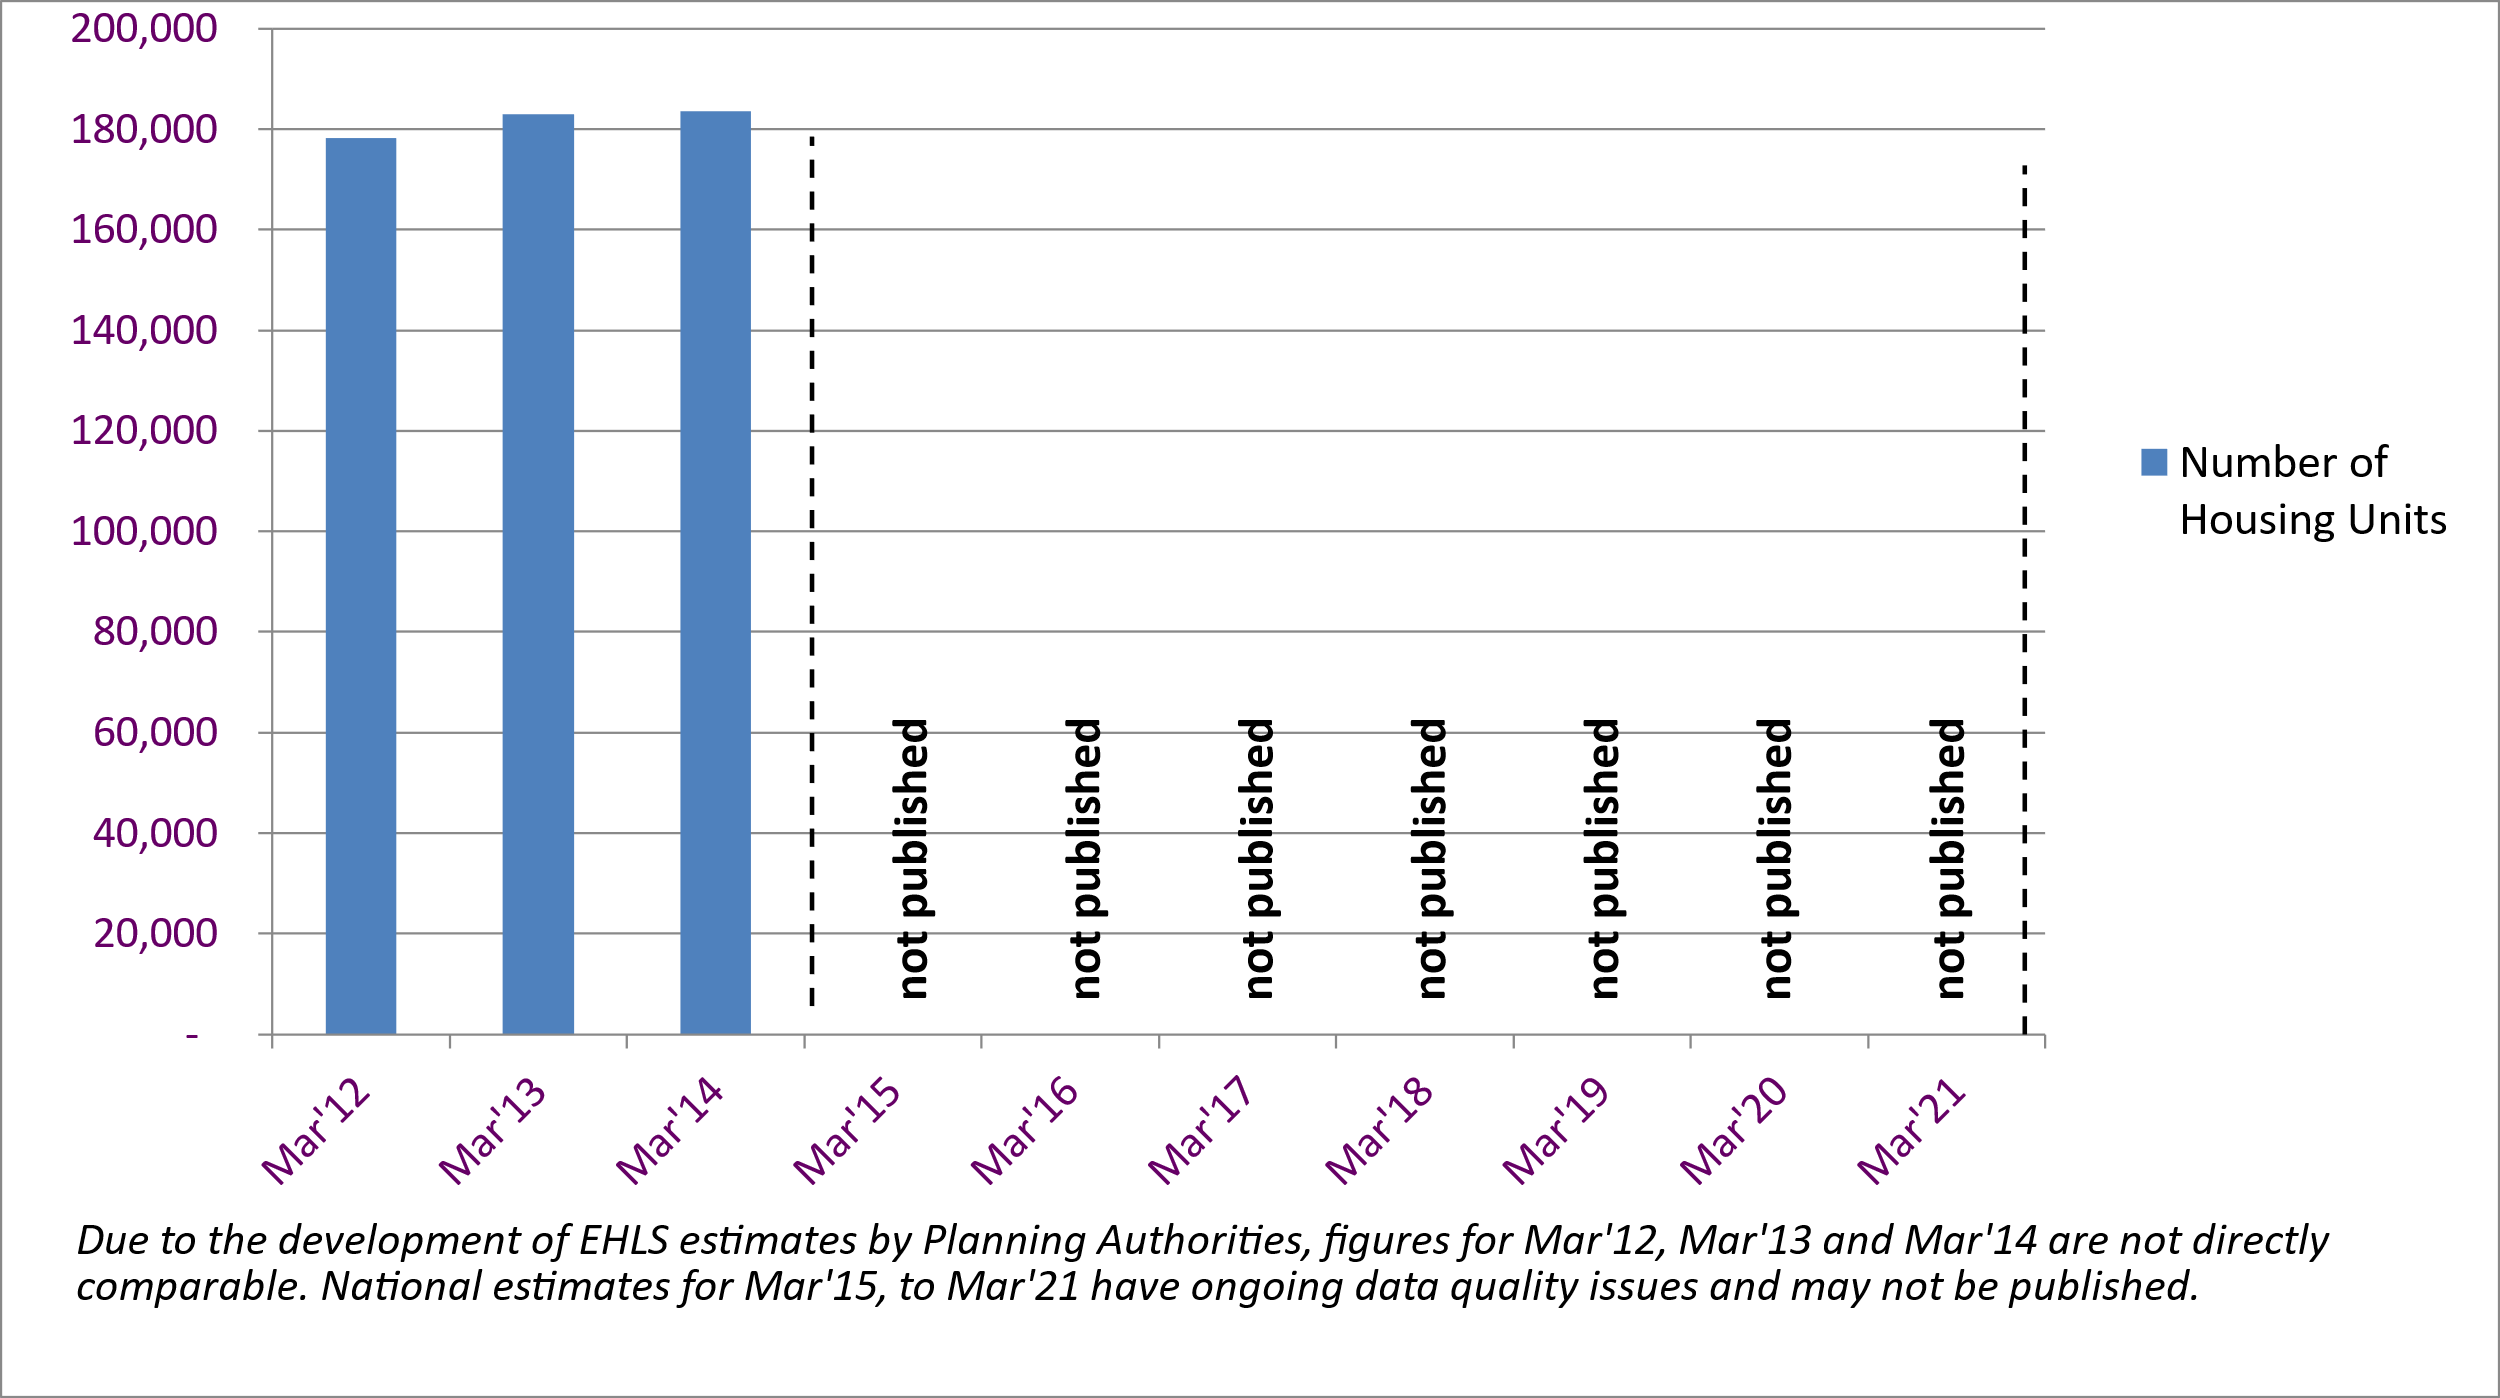 200,000
180,000
160,000
140,000
120,000
100,000
80,000
60,000
40,000
20,000
-
not published
not published
not published
not published
not published
not published
not published
Mar'12
Mar'13
Mar'14
Mar'15
Mar'16
Mar'17
Mar'18
Mar'19
Mar'20
Mar'21
Number of
Housing Units
Due to the development of EHLS estimates by Planning Authorities, figures for Mar'12, Mar'13 and Mar'14 are not directly
comparable. National estimates for Mar'15, to Mar'21 have ongoing data quality issues and may not be published.